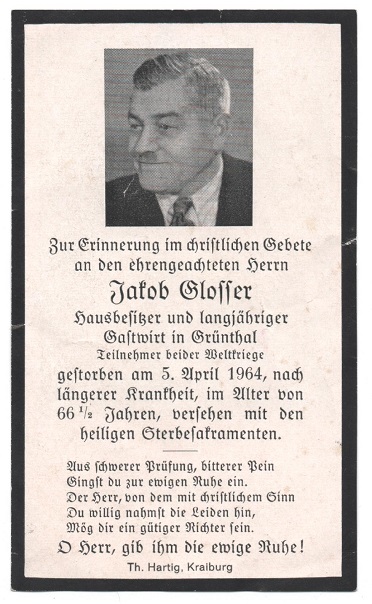 Zur Erinnerung im christlichen Gebete
an den ehrengeachteten Herrn
Jakob Glosser
Hausbesitzer und langjähriger
Gastwirt in Grünthal
Teilnehmer beider Weltkriege
gestorben am 5. April 1964, nach
längerer Krankheit, im Alter von
66 1/2 Jahren, versehen mit den
heiligen Sterbesakramenten.
Aus schwerer Prüfung, bitterer Pein
Gingst du zur ewigen Ruhe ein.
Der Herr, von dem mit christlichem Sinn
Du willig nahmst die Leiden hin,
Mög dir ein gütiger Richter sein.
O Herr, gib ihm die ewige Ruhe!
Th. Hartig, Kraiburg